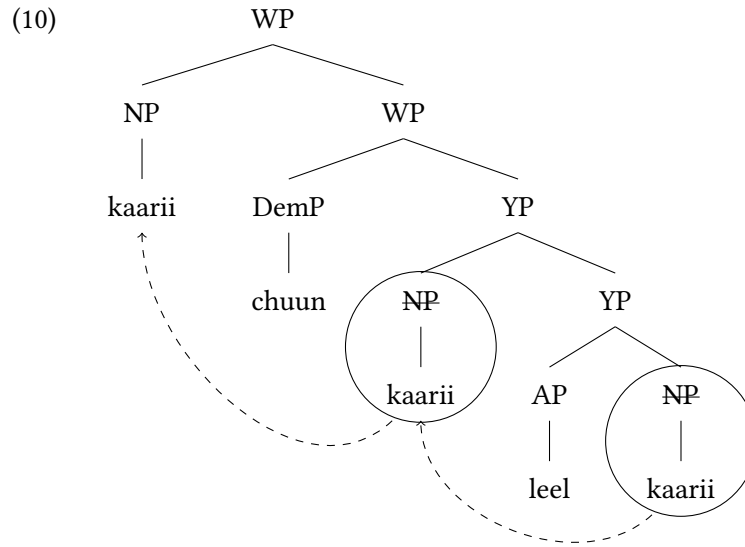 (10) WP
NP WP
kaarii DemP YP
chuun NP YP
kaarii AP NP
leel kaarii